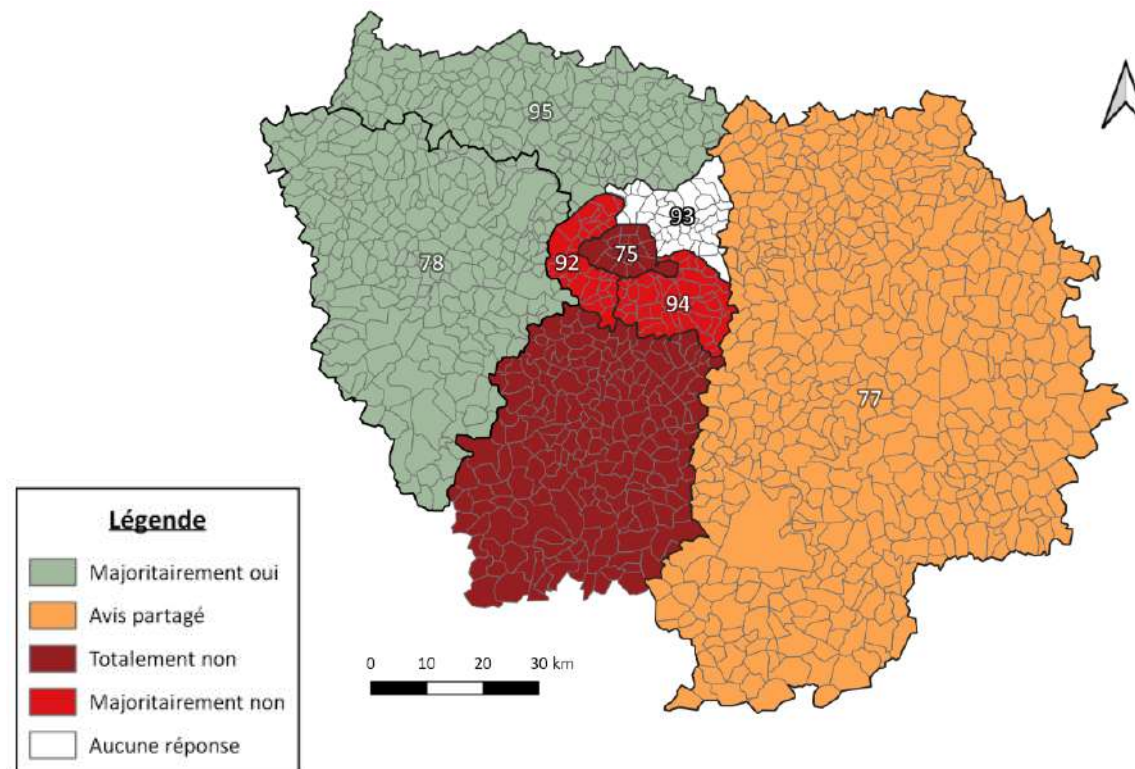 95
93
78
75
92
94
77
Légende
Majoritairement oui
Avis partagé
Totalement non
Majoritairement non
Aucune réponse
0 10 20 30 km